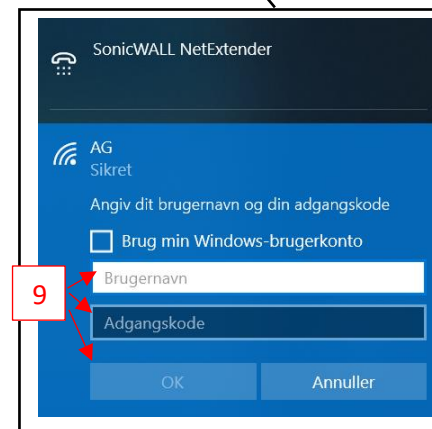 SonicWALL NetExtender
AG
Sikret
Angiv dit brugernavn og din adgangskode
Brug min Windows-brugerkonto
9
Brugernavn
Adgangskode
OK
Annuller